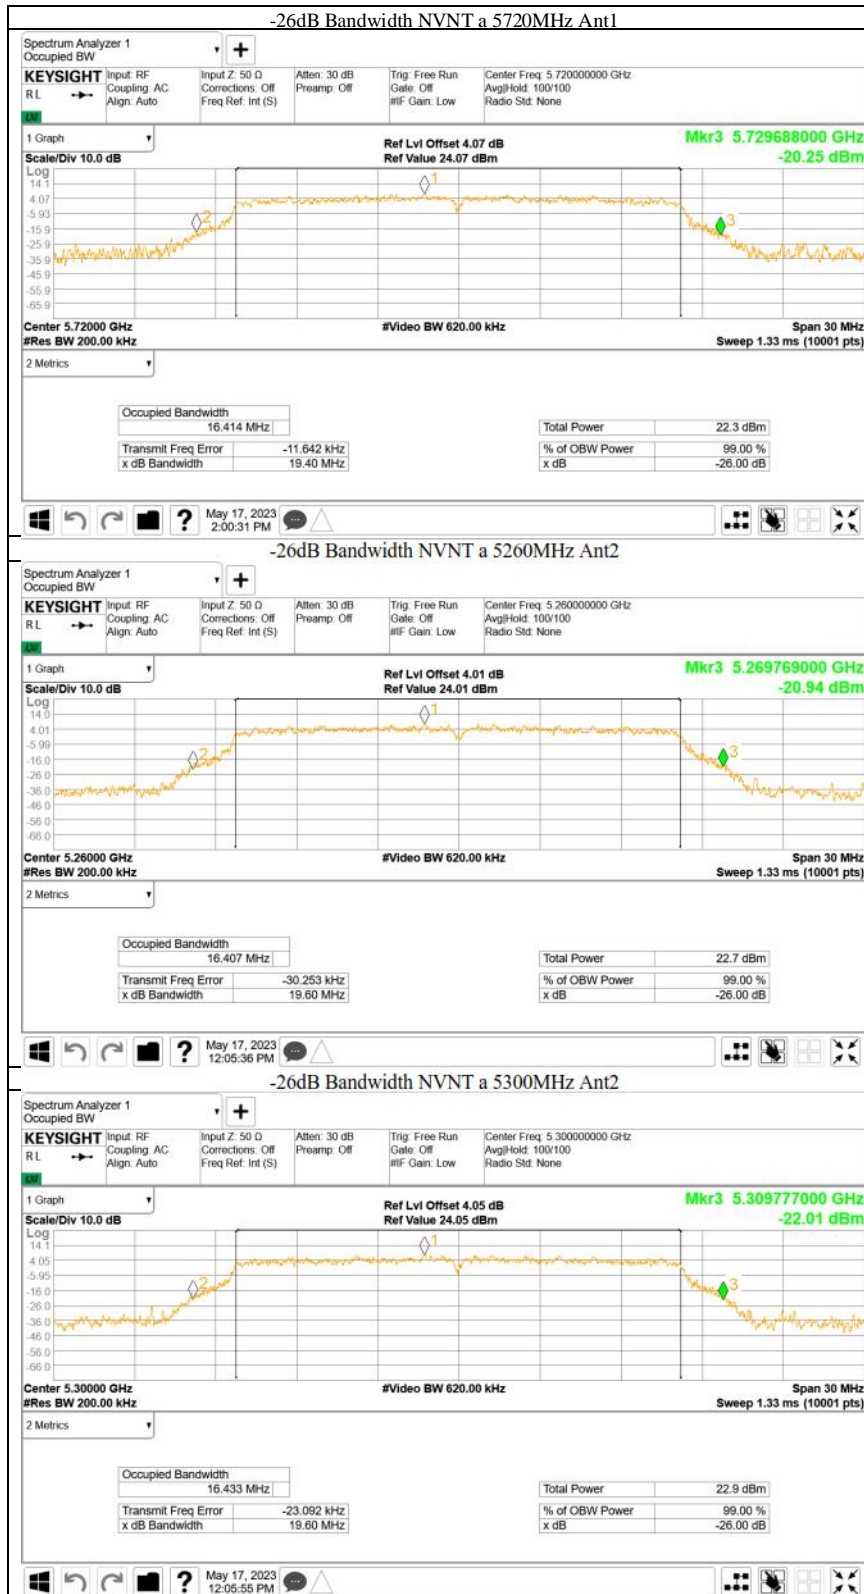 -26dB Bandwidth NVNT a 5720MHz Ant1
Spectrum Analyzer 1
Occupied BW
KEYSIGHT Input: RF Input Z: 50 Ω Atten: 30 dB Trig: Free Run Center Freq: 5.720000000 GHz
R L Coupling: AC Corrections: Off Preamp: Off Gate: Off Avg|Hold: 100/100
Align: Auto Freq Ref: Int (S) #IF Gain: Low Radio Std: None
1 Graph Ref Lvl Offset 4.07 dB Mkr3 5.729688000 GHz
Scale/Div 10.0 dB Ref Value 24.07 dBm -20.25 dBm
Log
14.1
4.07
-5.93
-15.9
-25.9
-35.9
-45.9
-55.9
-65.9
1
2
3
Center 5.72000 GHz #Video BW 620.00 kHz Span 30 MHz
#Res BW 200.00 kHz Sweep 1.33 ms (10001 pts)
2 Metrics
Occupied Bandwidth
16.414 MHz Total Power 22.3 dBm
Transmit Freq Error -11.642 kHz % of OBW Power 99.00 %
x dB Bandwidth 19.40 MHz x dB -26.00 dB
? May 17, 2023
2:00:31 PM
-26dB Bandwidth NVNT a 5260MHz Ant2
Spectrum Analyzer 1
Occupied BW
KEYSIGHT Input: RF Input Z: 50 Ω Atten: 30 dB Trig: Free Run Center Freq: 5.260000000 GHz
R L Coupling: AC Corrections: Off Preamp: Off Gate: Off Avg|Hold: 100/100
Align: Auto Freq Ref: Int (S) #IF Gain: Low Radio Std: None
1 Graph Ref Lvl Offset 4.01 dB Mkr3 5.269769000 GHz
Scale/Div 10.0 dB Ref Value 24.01 dBm -20.94 dBm
Log
14.0
4.01
-5.99
-16.0
-26.0
-36.0
-46.0
-56.0
-66.0
1
2
3
Center 5.26000 GHz #Video BW 620.00 kHz Span 30 MHz
#Res BW 200.00 kHz Sweep 1.33 ms (10001 pts)
2 Metrics
Occupied Bandwidth
16.407 MHz Total Power 22.7 dBm
Transmit Freq Error -30.253 kHz % of OBW Power 99.00 %
x dB Bandwidth 19.60 MHz x dB -26.00 dB
? May 17, 2023
12:05:36 PM
-26dB Bandwidth NVNT a 5300MHz Ant2
Spectrum Analyzer 1
Occupied BW
KEYSIGHT Input: RF Input Z: 50 Ω Atten: 30 dB Trig: Free Run Center Freq: 5.300000000 GHz
R L Coupling: AC Corrections: Off Preamp: Off Gate: Off Avg|Hold: 100/100
Align: Auto Freq Ref: Int (S) #IF Gain: Low Radio Std: None
1 Graph Ref Lvl Offset 4.05 dB Mkr3 5.309777000 GHz
Scale/Div 10.0 dB Ref Value 24.05 dBm -22.01 dBm
Log
14.1
4.05
-5.95
-16.0
-26.0
-36.0
-46.0
-56.0
-66.0
1
2
3
Center 5.30000 GHz #Video BW 620.00 kHz Span 30 MHz
#Res BW 200.00 kHz Sweep 1.33 ms (10001 pts)
2 Metrics
Occupied Bandwidth
16.433 MHz Total Power 22.9 dBm
Transmit Freq Error -23.092 kHz % of OBW Power 99.00 %
x dB Bandwidth 19.60 MHz x dB -26.00 dB
? May 17, 2023
12:05:55 PM